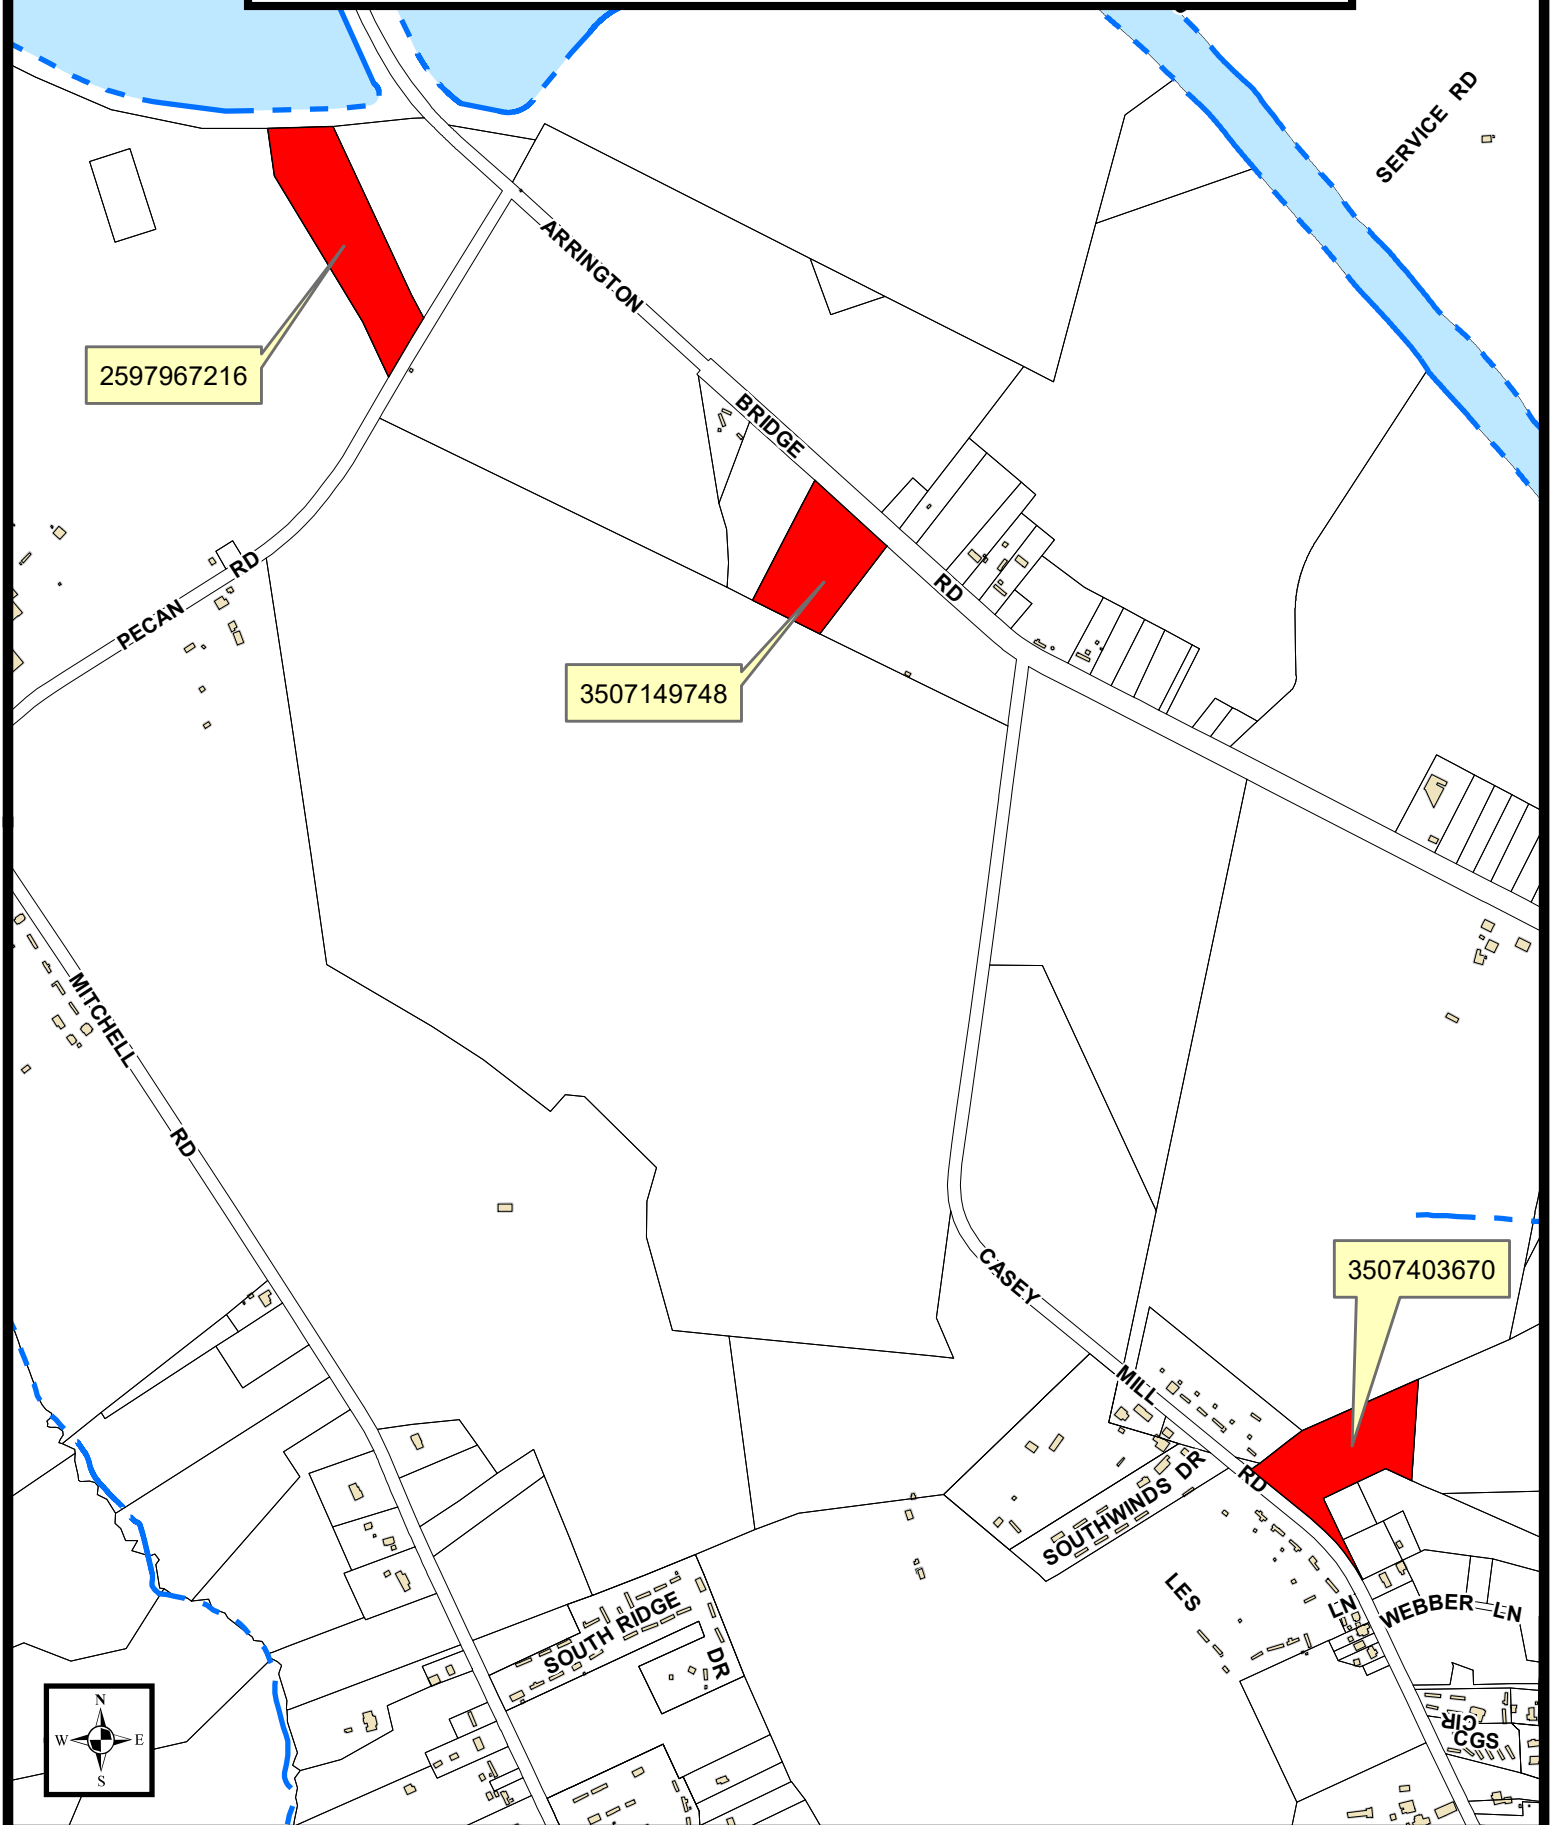 SERVICE RD
ARRINGTON
2597967216
BRIDGE
RD
RD
PECAN
3507149748
MITCHELL
RD
CASEY
3507403670
MILL
RD
SOUTHWINDS DR
LES
LN
WEBBER LN
SOUTH RIDGE
DR
CIR
CGS
N
W E
S